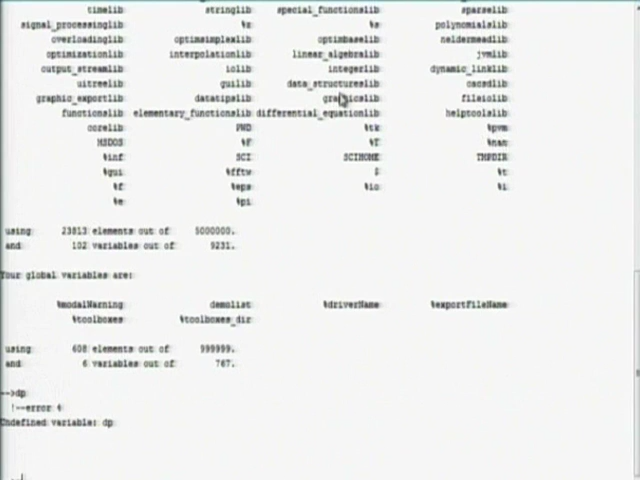 timelib stringlib special_functionslib sparselib
signal_processinglib %z %s polynomialslib
overloadinglib optimsimplexlib optimbaselib neldermeadlib
optimizationlib interpolationlib linear_algebralib jvmlib
output_streamlib iolib integerlib dynamic_linklib
uitreelib guilib data_structureslib cacsdlib
graphic_exportlib datatipslib graphicslib fileiolib
functionslib elementary_functionslib differential_equationlib helptoolslib
corelib PWD %tk %pvm
MSDOS %F %T %nan
%inf SCI SCIHOME TMPDIR
%gui %fftw $ %t
%f %eps %io %i
%e %pi
using 23813 elements out of 5000000.
and 102 variables out of 9231.
Your global variables are:
%modalWarning demolist %driverName %exportFileName
%toolboxes %toolboxes_dir
using 608 elements out of 999999.
and 6 variables out of 767.
-->dp
!--error 4
Undefined variable: dp